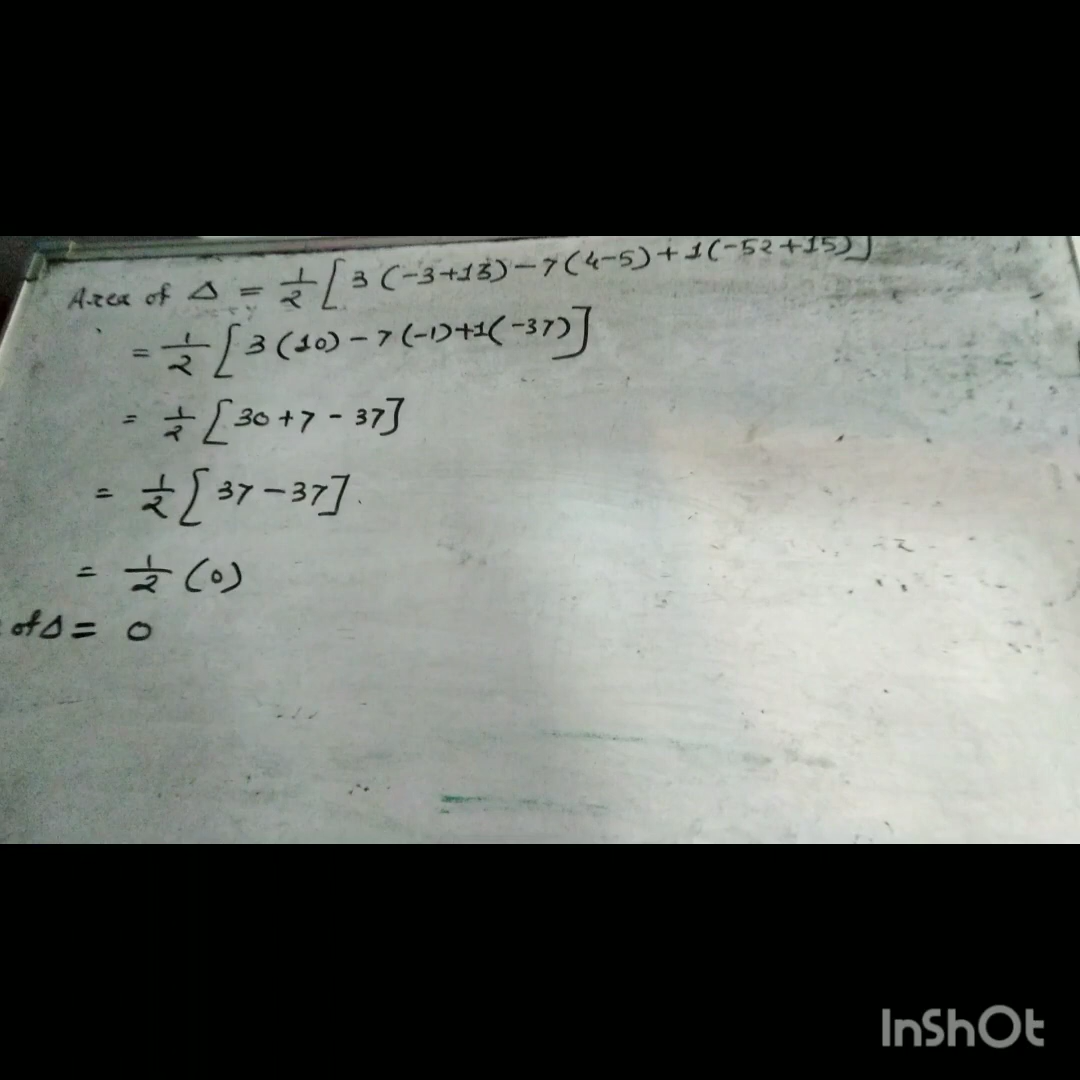 Area of Δ = 1/2 [ 3 (-3+13) - 7 (4-5) + 1 (-52+15) ]
= 1/2 [ 3 (10) - 7 (-1) + 1 (-37) ]
= 1/2 [ 30 + 7 - 37 ]
= 1/2 [ 37 - 37 ].
= 1/2 (0)
of Δ = 0
InShOt